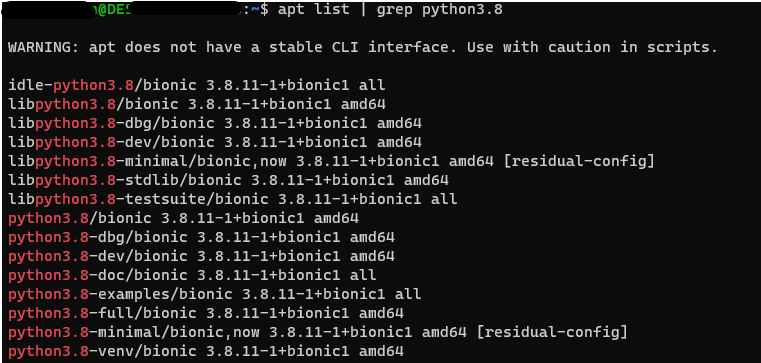 n@DES:~$ apt list | grep python3.8
WARNING: apt does not have a stable CLI interface. Use with caution in scripts.
idle-python3.8/bionic 3.8.11-1+bionic1 all
libpython3.8/bionic 3.8.11-1+bionic1 amd64
libpython3.8-dbg/bionic 3.8.11-1+bionic1 amd64
libpython3.8-dev/bionic 3.8.11-1+bionic1 amd64
libpython3.8-minimal/bionic,now 3.8.11-1+bionic1 amd64 [residual-config]
libpython3.8-stdlib/bionic 3.8.11-1+bionic1 amd64
libpython3.8-testsuite/bionic 3.8.11-1+bionic1 all
python3.8/bionic 3.8.11-1+bionic1 amd64
python3.8-dbg/bionic 3.8.11-1+bionic1 amd64
python3.8-dev/bionic 3.8.11-1+bionic1 amd64
python3.8-doc/bionic 3.8.11-1+bionic1 all
python3.8-examples/bionic 3.8.11-1+bionic1 all
python3.8-full/bionic 3.8.11-1+bionic1 amd64
python3.8-minimal/bionic,now 3.8.11-1+bionic1 amd64 [residual-config]
python3.8-venv/bionic 3.8.11-1+bionic1 amd64